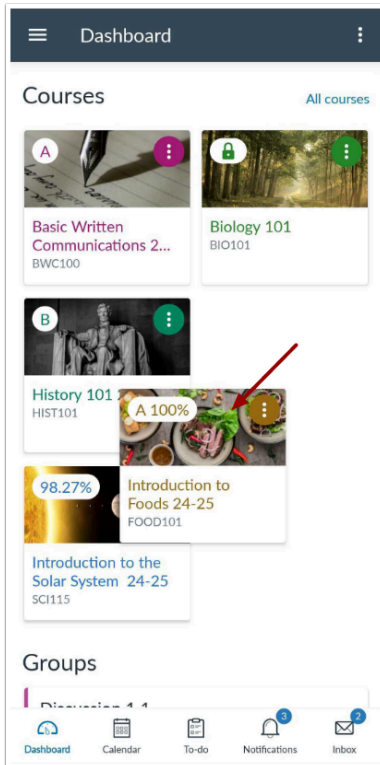 Dashboard
Courses
All courses
A
Basic Written
Communications 2...
BWC100
Biology 101
BIO101
B
History 101
HIST101
A 100%
Introduction to
Foods 24-25
FOOD101
98.27%
Introduction to the
Solar System 24-25
SCI115
Groups
Discussion 1-1
3
2
Dashboard
Calendar
To-do
Notifications
Inbox